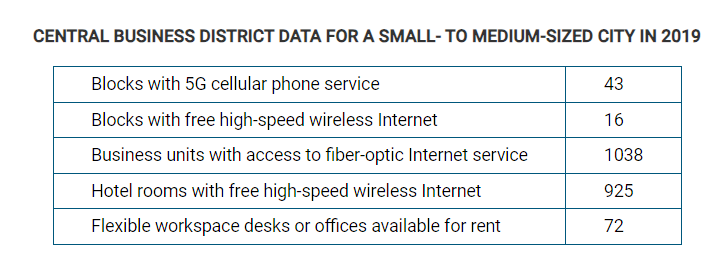 CENTRAL BUSINESS DISTRICT DATA FOR A SMALL- TO MEDIUM-SIZED CITY IN 2019
Blocks with 5G cellular phone service 43
Blocks with free high-speed wireless Internet 16
Business units with access to fiber-optic Internet service 1038
Hotel rooms with free high-speed wireless Internet 925
Flexible workspace desks or offices available for rent 72